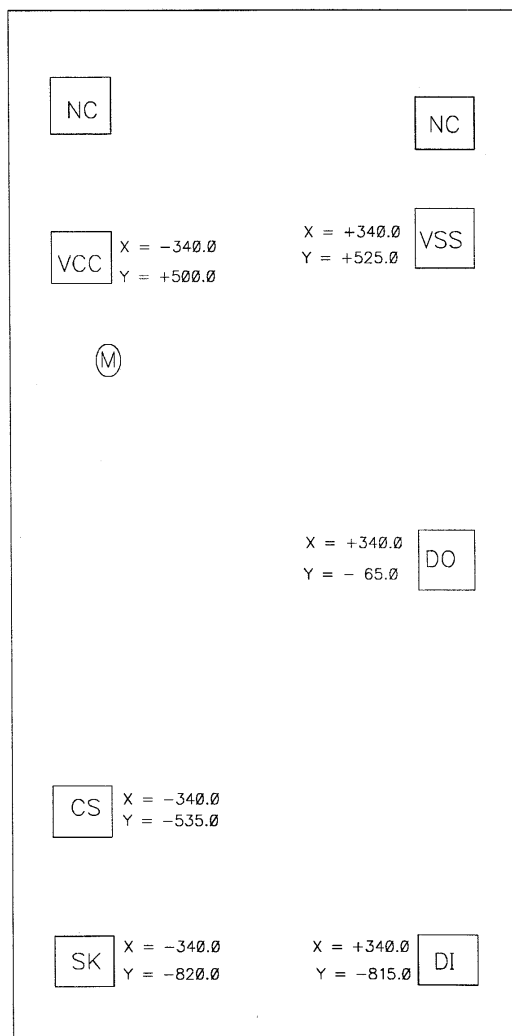 NC
NC
VCC
X = -340.0
Y = +500.0
X = +340.0
Y = +525.0
VSS
M
X = +340.0
Y = - 65.0
DO
CS
X = -340.0
Y = -535.0
SK
X = -340.0
Y = -820.0
X = +340.0
Y = -815.0
DI